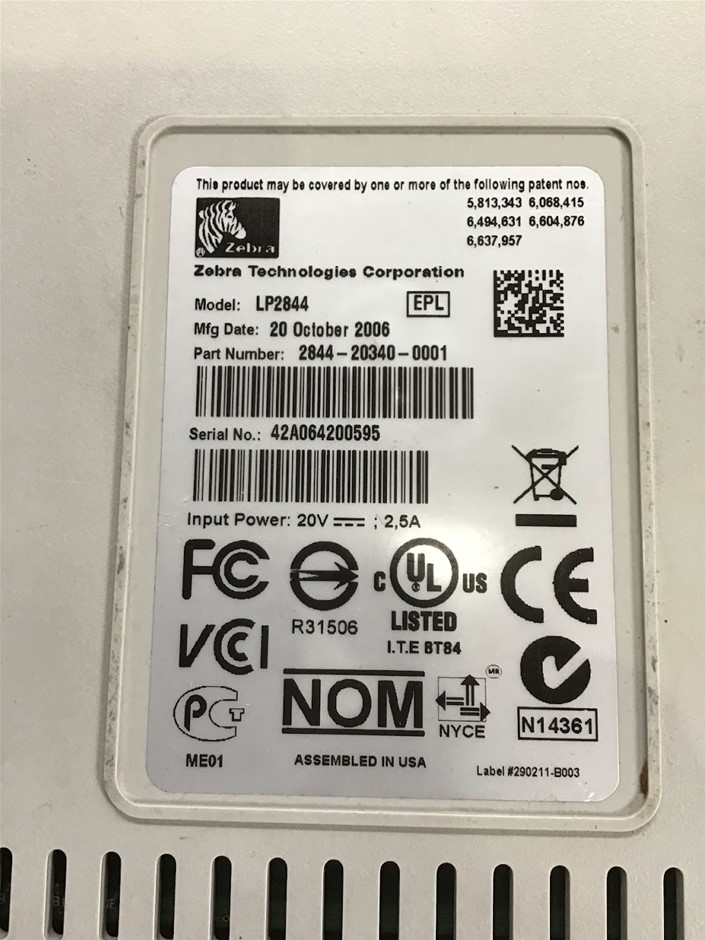 This product may be covered by one or more of the following patent nos.
5,813,343 6,068,415
6,494,631 6,604,876
6,637,957
Zebra
®
Zebra Technologies Corporation
Model: LP2844
EPL
Mfg Date: 20 October 2006
Part Number: 2844-20340-0001
Serial No.: 42A064200595
Input Power: 20V ⎓ ; 2,5A
FC
R31506
C UL US
LISTED
I.T.E 8T84
CE
VCI
PCT
ME01
NOM
MR
NYCE
N14361
ASSEMBLED IN USA
Label #290211-B003